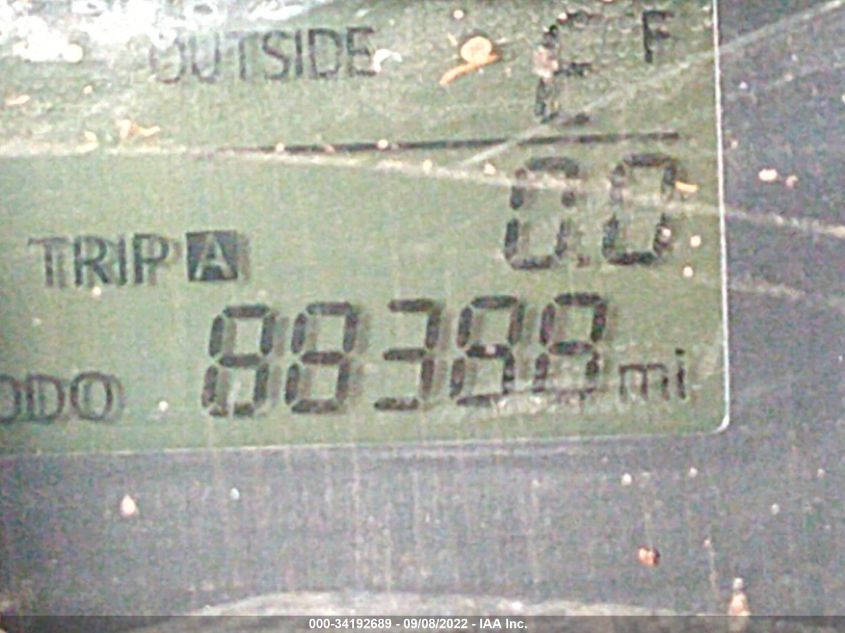 OUTSIDE F
0.0
TRIP A
ODO 88388 mi
000-34192689 - 09/08/2022 - IAA Inc.